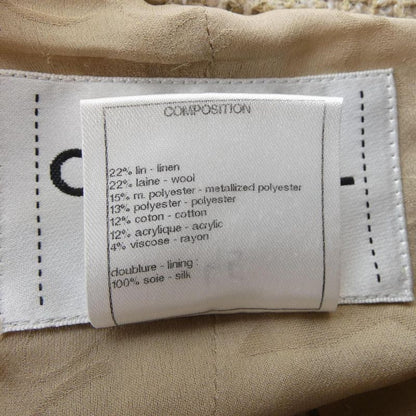 COMPOSITION
22% lin - linen
22% laine - wool
15% m. polyester - metallized polyester
13% polyester - polyester
12% coton - cotton
12% acrylique - acrylic
4% viscose - rayon
doublure - lining :
100% soie - silk